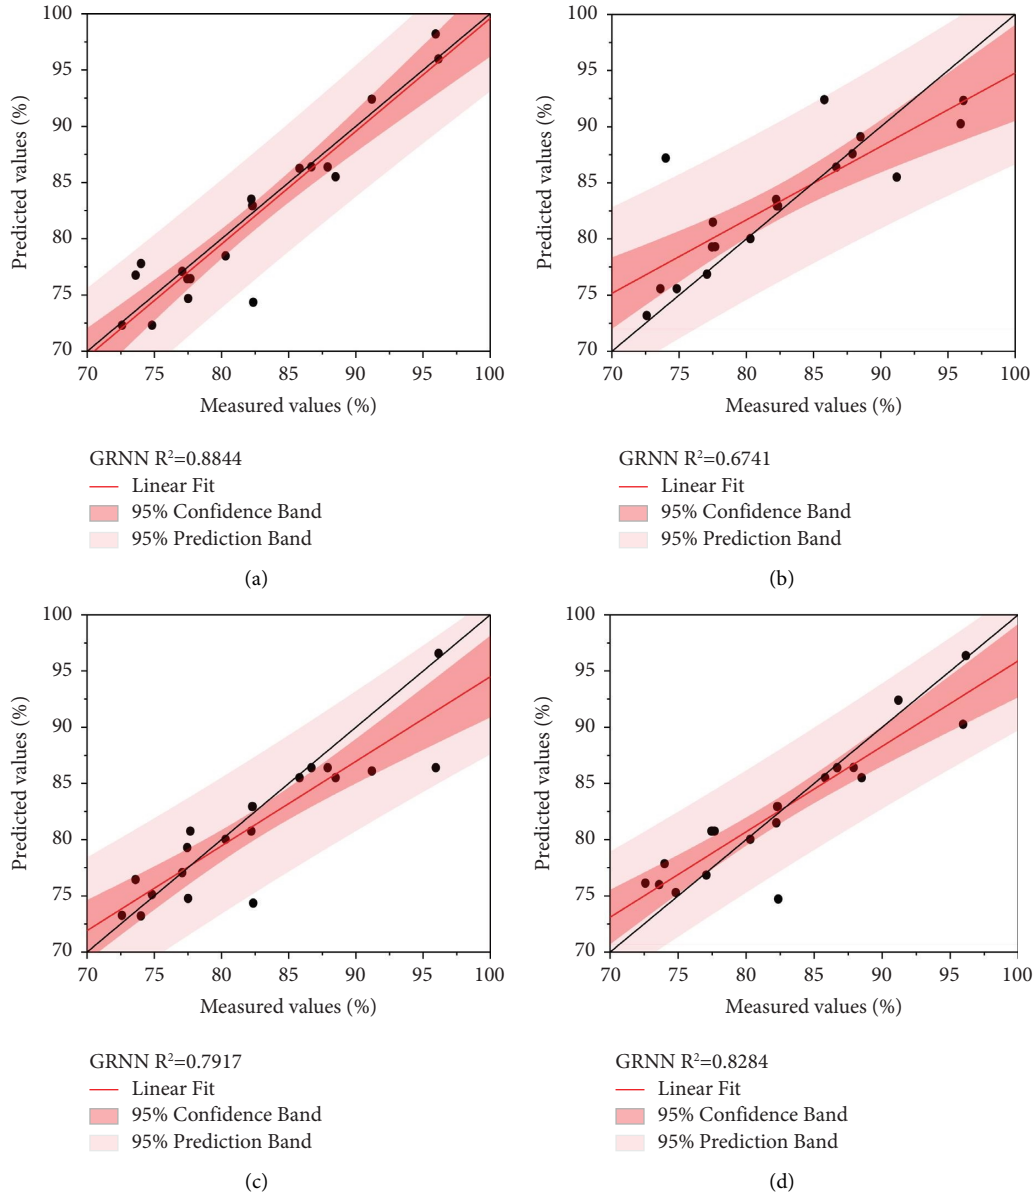 100
95
90
85
80
75
70
Predicted values (%)
70 75 80 85 90 95 100
Measured values (%)
GRNN R²=0.8844
Linear Fit
95% Confidence Band
95% Prediction Band
(a)
100
95
90
85
80
75
70
Predicted values (%)
70 75 80 85 90 95 100
Measured values (%)
GRNN R²=0.6741
Linear Fit
95% Confidence Band
95% Prediction Band
(b)
100
95
90
85
80
75
70
Predicted values (%)
70 75 80 85 90 95 100
Measured values (%)
GRNN R²=0.7917
Linear Fit
95% Confidence Band
95% Prediction Band
(c)
100
95
90
85
80
75
70
Predicted values (%)
70 75 80 85 90 95 100
Measured values (%)
GRNN R²=0.8284
Linear Fit
95% Confidence Band
95% Prediction Band
(d)